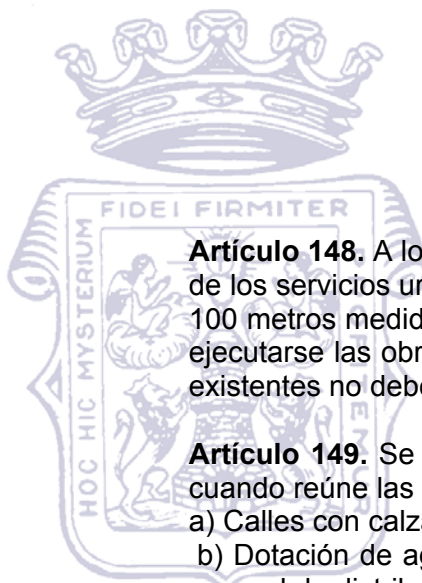 FIDEI FIRMITER
HOC HIC MYSTERIUM
Artículo 148. A lo
de los servicios ur
100 metros medid
ejecutarse las obr
existentes no debe
Artículo 149. Se
cuando reúne las
a) Calles con calza
b) Dotación de ag